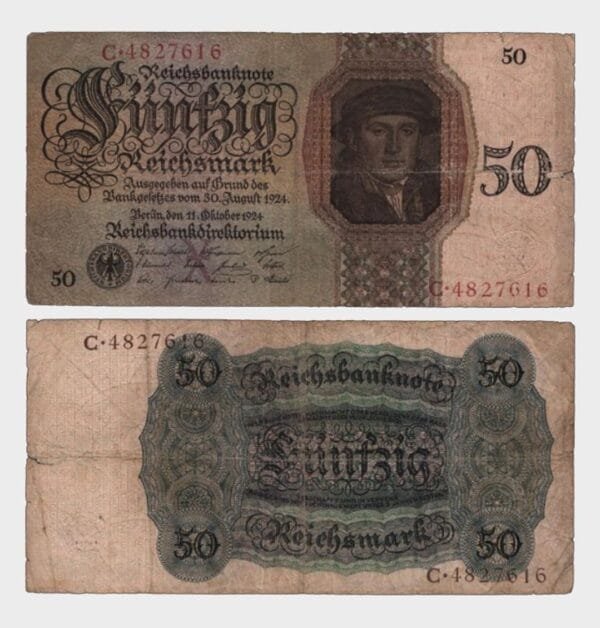 C·4827616
Reichsbanknote
50
Fünfzig
Reichsmark
50
Ausgegeben auf Grund des
Bankgesetzes vom 30. August 1924.
Berlin, den 11. Oktober 1924
Reichsbankdirektorium
50
C·4827616
C·4827616
50
50
Reichsbanknote
Fünfzig
Reichsmark
50
50
C·4827616